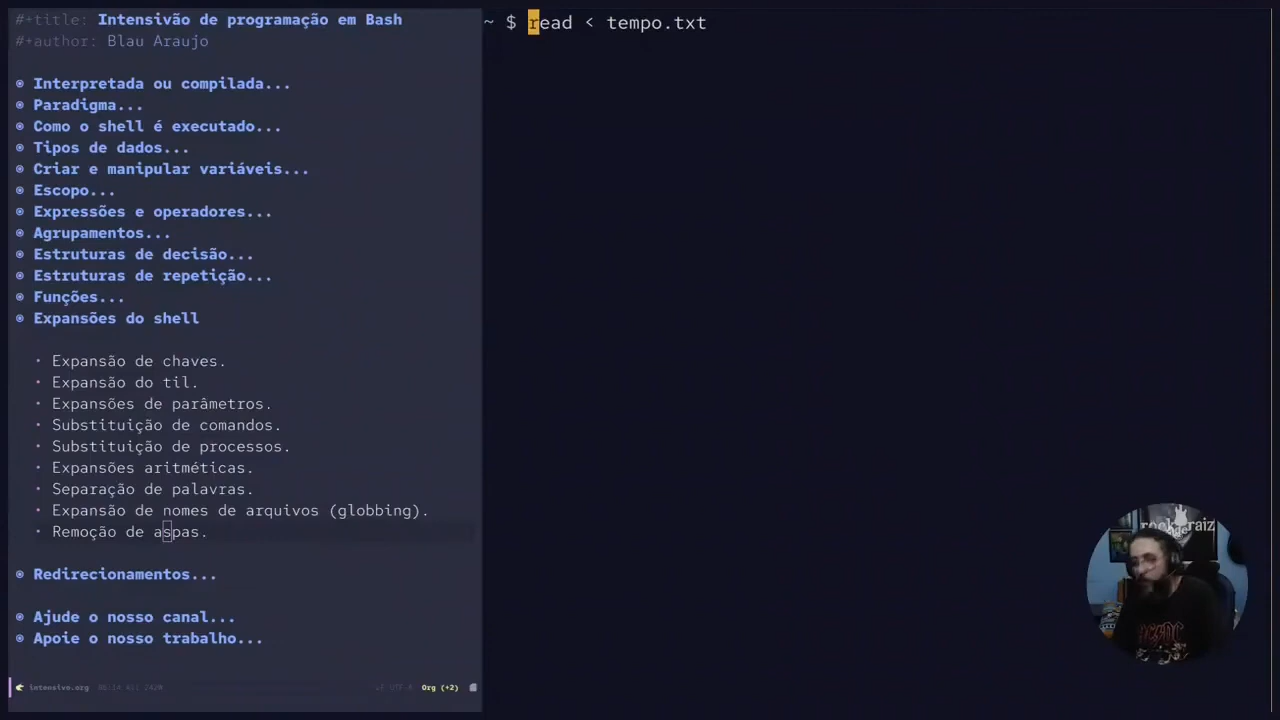 #+title: Intensivão de programação em Bash
#+author: Blau Araujo
Interpretada ou compilada...
Paradigma...
Como o shell é executado...
Tipos de dados...
Criar e manipular variáveis...
Escopo...
Expressões e operadores...
Agrupamentos...
Estruturas de decisão...
Estruturas de repetição...
Funções...
Expansões do shell
• Expansão de chaves.
• Expansão do til.
• Expansões de parâmetros.
• Substituição de comandos.
• Substituição de processos.
• Expansões aritméticas.
• Separação de palavras.
• Expansão de nomes de arquivos (globbing).
• Remoção de aspas.
Redirecionamentos...
Ajude o nosso canal...
Apoie o nosso trabalho...
intensivo.org
Org (+2)
~ $ read < tempo.txt
rock raiz